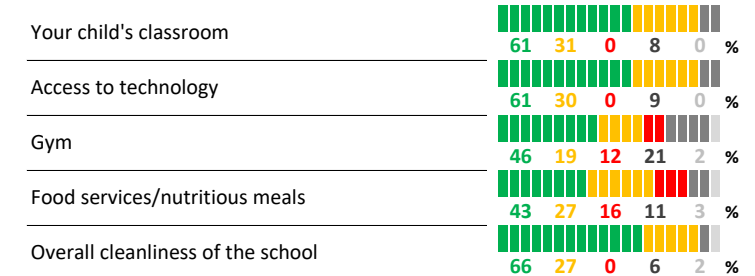 Your child's classroom
61 31 0 8 0 %
Access to technology
61 30 0 9 0 %
Gym
46 19 12 21 2 %
Food services/nutritious meals
43 27 16 11 3 %
Overall cleanliness of the school
66 27 0 6 2 %